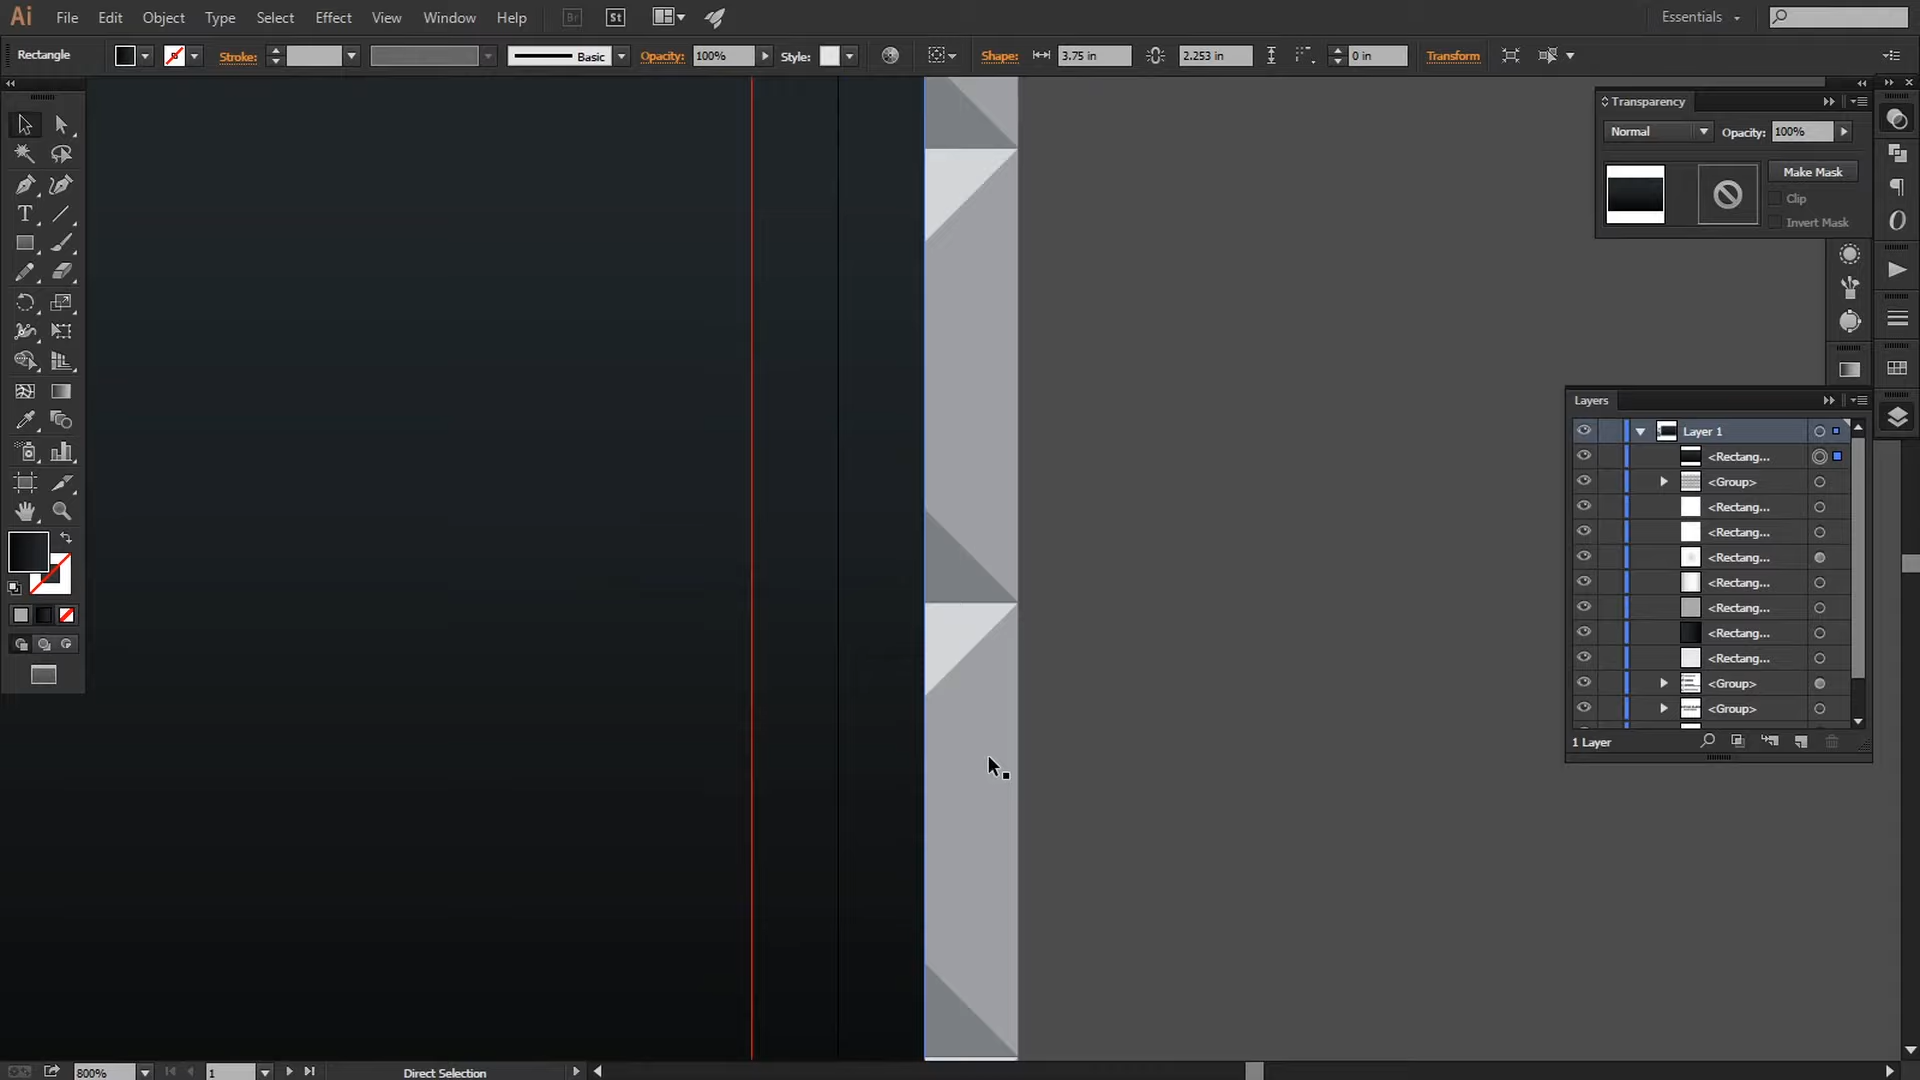 Ai File Edit Object Type Select Effect View Window Help Br St Essentials
Rectangle Stroke: Basic Opacity: 100% Style: Shape: 3.75 in 2.253 in 0 in Transform
Transparency
Normal Opacity: 100%
Make Mask
Clip
Invert Mask
Layers
Layer 1
<Rectang...
<Group>
<Rectang...
<Rectang...
<Rectang...
<Rectang...
<Rectang...
<Rectang...
<Rectang...
<Group>
<Group>
1 Layer
800% 1 Direct Selection